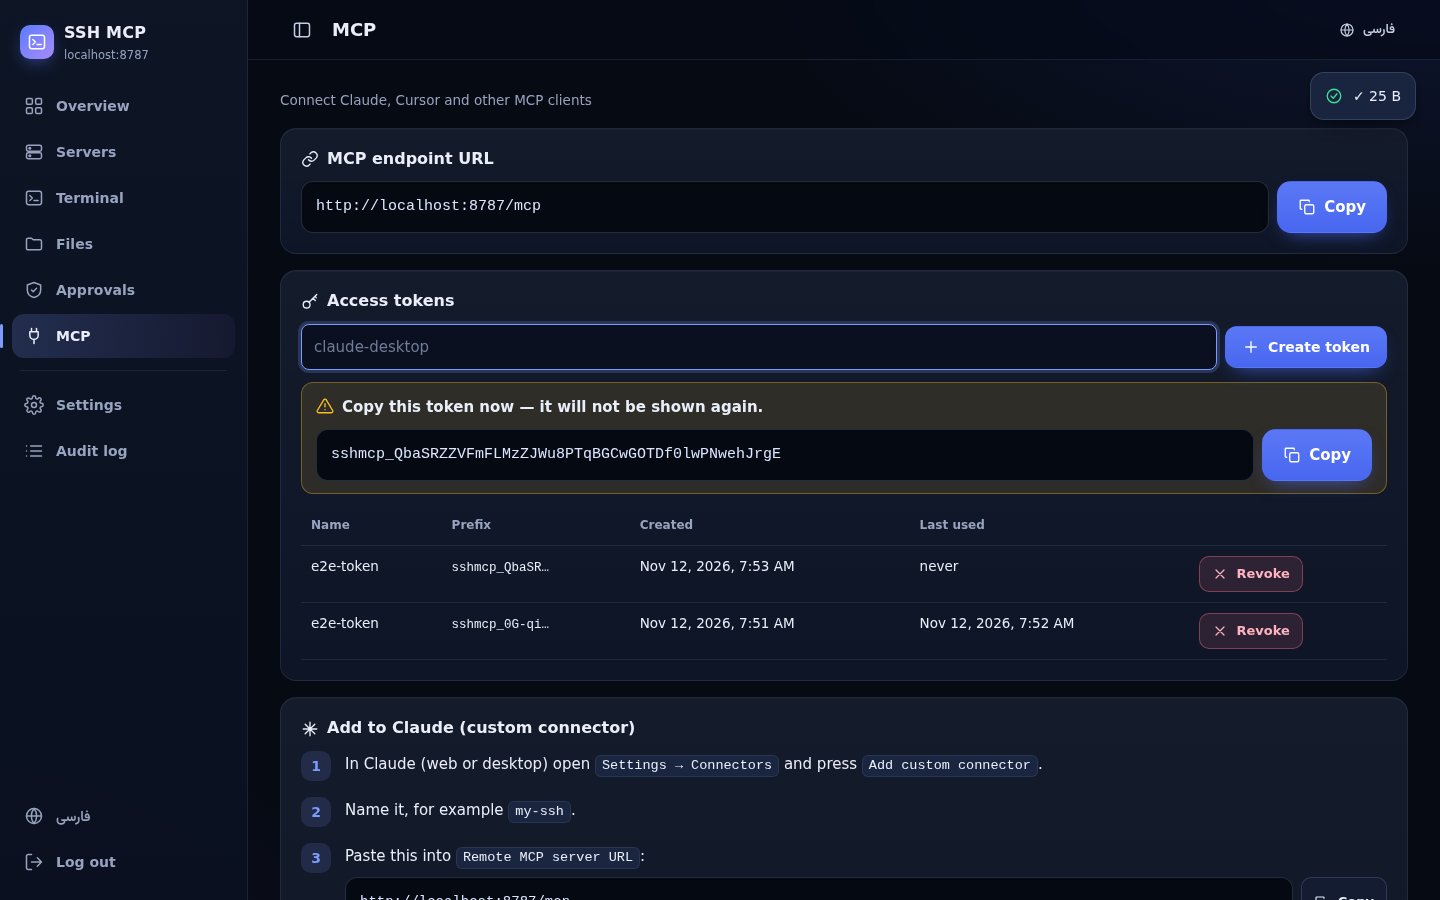 SSH MCP
localhost:8787
Overview
Servers
Terminal
Files
Approvals
MCP
Settings
Audit log
فارسی
Log out
MCP
فارسی
Connect Claude, Cursor and other MCP clients
✓ 25 B
MCP endpoint URL
http://localhost:8787/mcp
Copy
Access tokens
claude-desktop
Create token
Copy this token now — it will not be shown again.
sshmcp_QbaSRZZVFmFLMzZJWu8PTqBGCwGOTDf0lwPNwehJrgE
Copy
Name Prefix Created Last used
e2e-token sshmcp_QbaSR… Nov 12, 2026, 7:53 AM never Revoke
e2e-token sshmcp_0G-qi… Nov 12, 2026, 7:51 AM Nov 12, 2026, 7:52 AM Revoke
Add to Claude (custom connector)
1 In Claude (web or desktop) open Settings → Connectors and press Add custom connector.
2 Name it, for example my-ssh.
3 Paste this into Remote MCP server URL:
http://localhost:8787/mcp
Copy